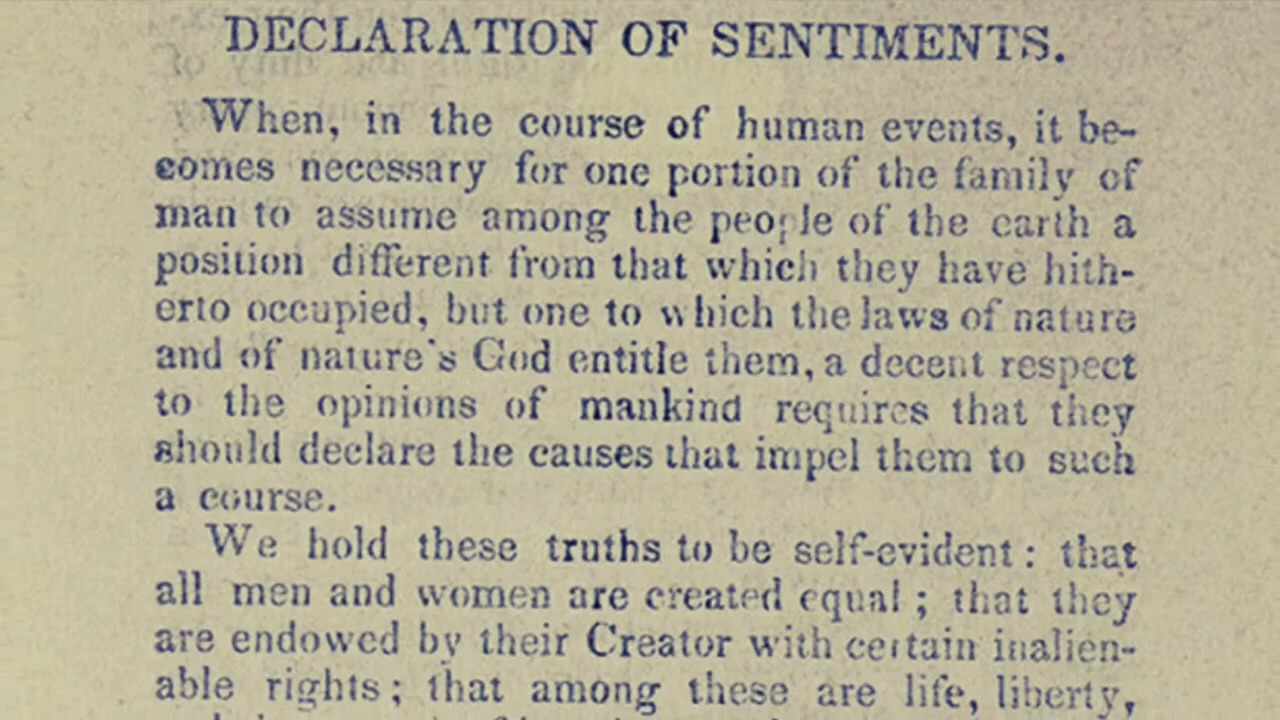 DECLARATION OF SENTIMENTS.
When, in the course of human events, it be-
comes necessary for one portion of the family of
man to assume among the people of the earth a
position different from that which they have hith-
erto occupied, but one to which the laws of nature
and of nature's God entitle them, a decent respect
to the opinions of mankind requires that they
should declare the causes that impel them to such
a course.
We hold these truths to be self-evident: that
all men and women are created equal; that they
are endowed by their Creator with certain inalien-
able rights; that among these are life, liberty,